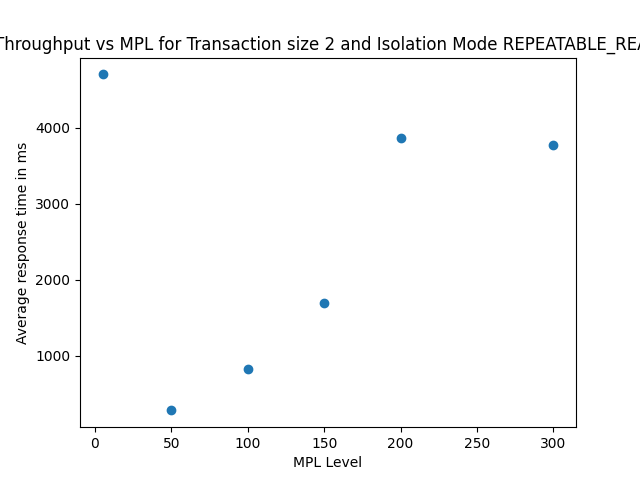 Throughput vs MPL for Transaction size 2 and Isolation Mode REPEATABLE_REA
4000
3000
2000
1000
Average response time in ms
0 50 100 150 200 250 300
MPL Level